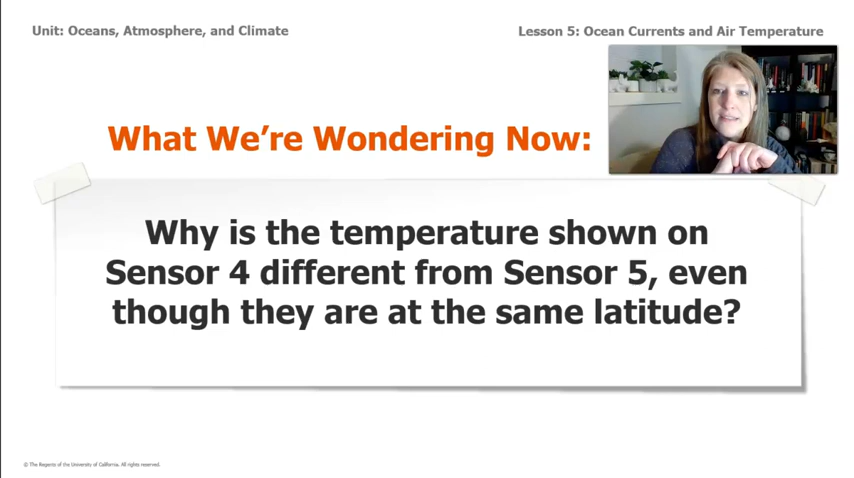 Unit: Oceans, Atmosphere, and Climate
Lesson 5: Ocean Currents and Air Temperature
What We're Wondering Now:
Why is the temperature shown on
Sensor 4 different from Sensor 5, even
though they are at the same latitude?
© The Regents of the University of California. All rights reserved.